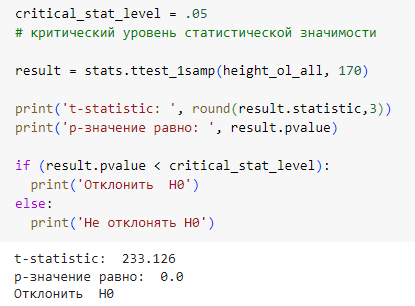 critical_stat_level = .05
# критический уровень статистической значимости
result = stats.ttest_1samp(height_ol_all, 170)
print('t-statistic: ', round(result.statistic,3))
print('p-значение равно: ', result.pvalue)
if (result.pvalue < critical_stat_level):
  print('Отклонить  H0')
else:
  print('Не отклонять H0')
t-statistic:  233.126
p-значение равно:  0.0
Отклонить  H0